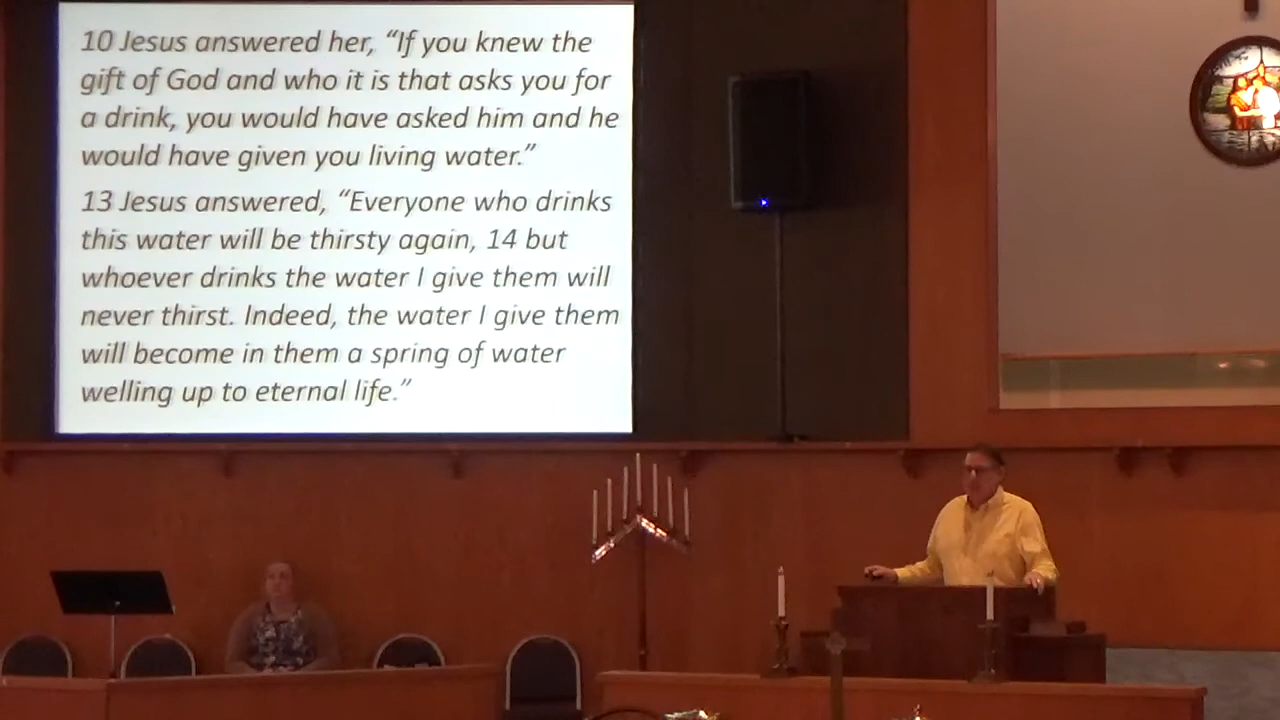 10 Jesus answered her, “If you knew the
gift of God and who it is that asks you for
a drink, you would have asked him and he
would have given you living water.”
13 Jesus answered, “Everyone who drinks
this water will be thirsty again, 14 but
whoever drinks the water I give them will
never thirst. Indeed, the water I give them
will become in them a spring of water
welling up to eternal life.”